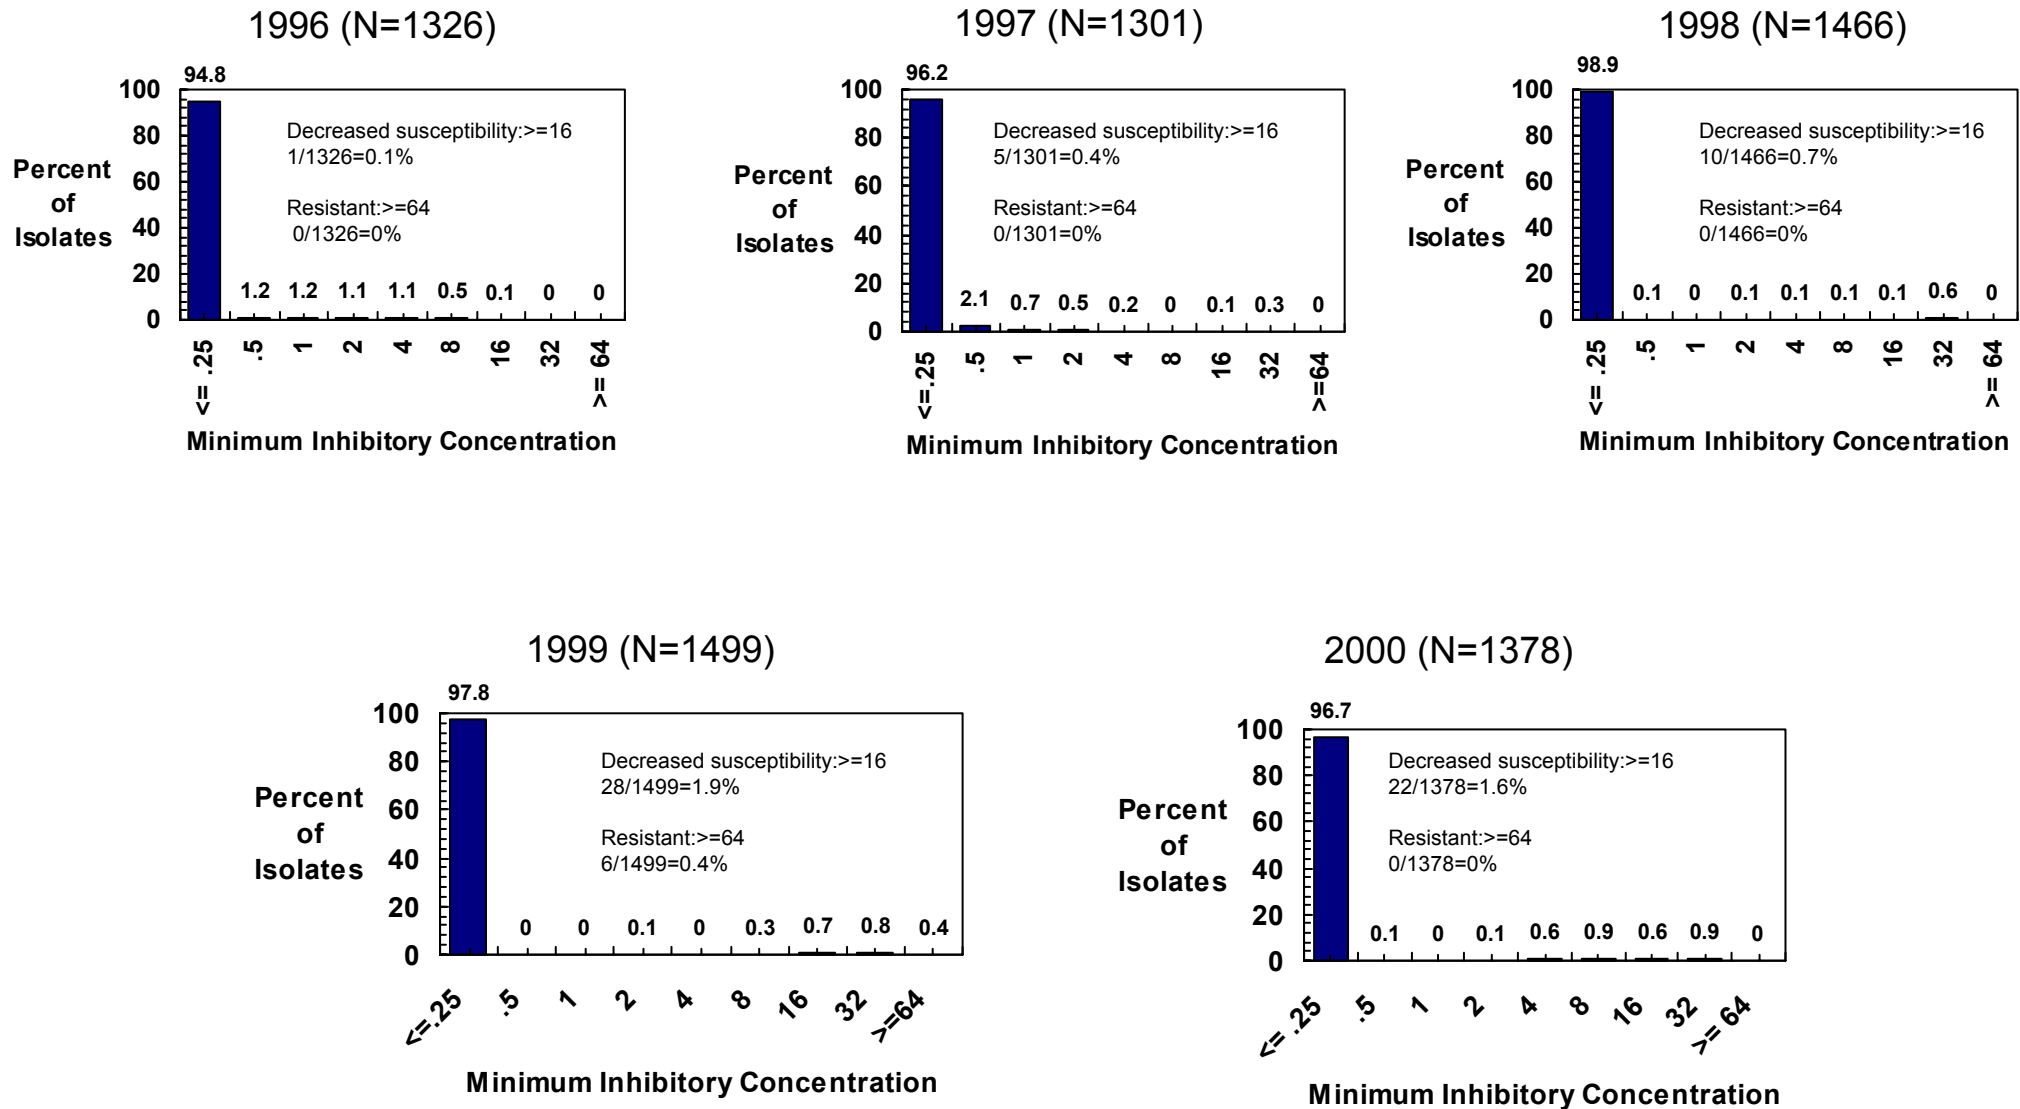 1996 (N=1326)
94.8
100
80
60
40
20
0
Percent
of
Isolates
Decreased susceptibility:>=16
1/1326=0.1%
Resistant:>=64
0/1326=0%
1.2 1.2 1.1 1.1 0.5 0.1 0 0
<= .25 .5 1 2 4 8 16 32 >= 64
Minimum Inhibitory Concentration
1997 (N=1301)
96.2
100
80
60
40
20
0
Percent
of
Isolates
Decreased susceptibility:>=16
5/1301=0.4%
Resistant:>=64
0/1301=0%
2.1 0.7 0.5 0.2 0 0.1 0.3 0
<=.25 .5 1 2 4 8 16 32 >=64
Minimum Inhibitory Concentration
1998 (N=1466)
98.9
100
80
60
40
20
0
Percent
of
Isolates
Decreased susceptibility:>=16
10/1466=0.7%
Resistant:>=64
0/1466=0%
0.1 0 0.1 0.1 0.1 0.1 0.6 0
<= .25 .5 1 2 4 8 16 32 >= 64
Minimum Inhibitory Concentration
1999 (N=1499)
97.8
100
80
60
40
20
0
Percent
of
Isolates
Decreased susceptibility:>=16
28/1499=1.9%
Resistant:>=64
6/1499=0.4%
0 0 0.1 0 0.3 0.7 0.8 0.4
<=.25 .5 1 2 4 8 16 32 >=64
Minimum Inhibitory Concentration
2000 (N=1378)
96.7
100
80
60
40
20
0
Percent
of
Isolates
Decreased susceptibility:>=16
22/1378=1.6%
Resistant:>=64
0/1378=0%
0.1 0 0.1 0.6 0.9 0.6 0.9 0
<= .25 .5 1 2 4 8 16 32 >= 64
Minimum Inhibitory Concentration